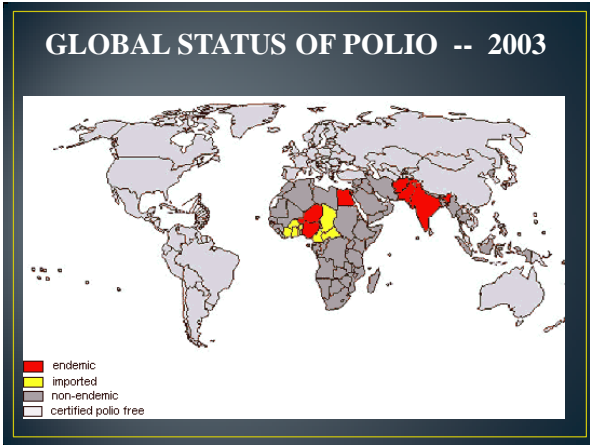 GLOBAL STATUS OF POLIO -- 2003
endemic
imported
non-endemic
certified polio free